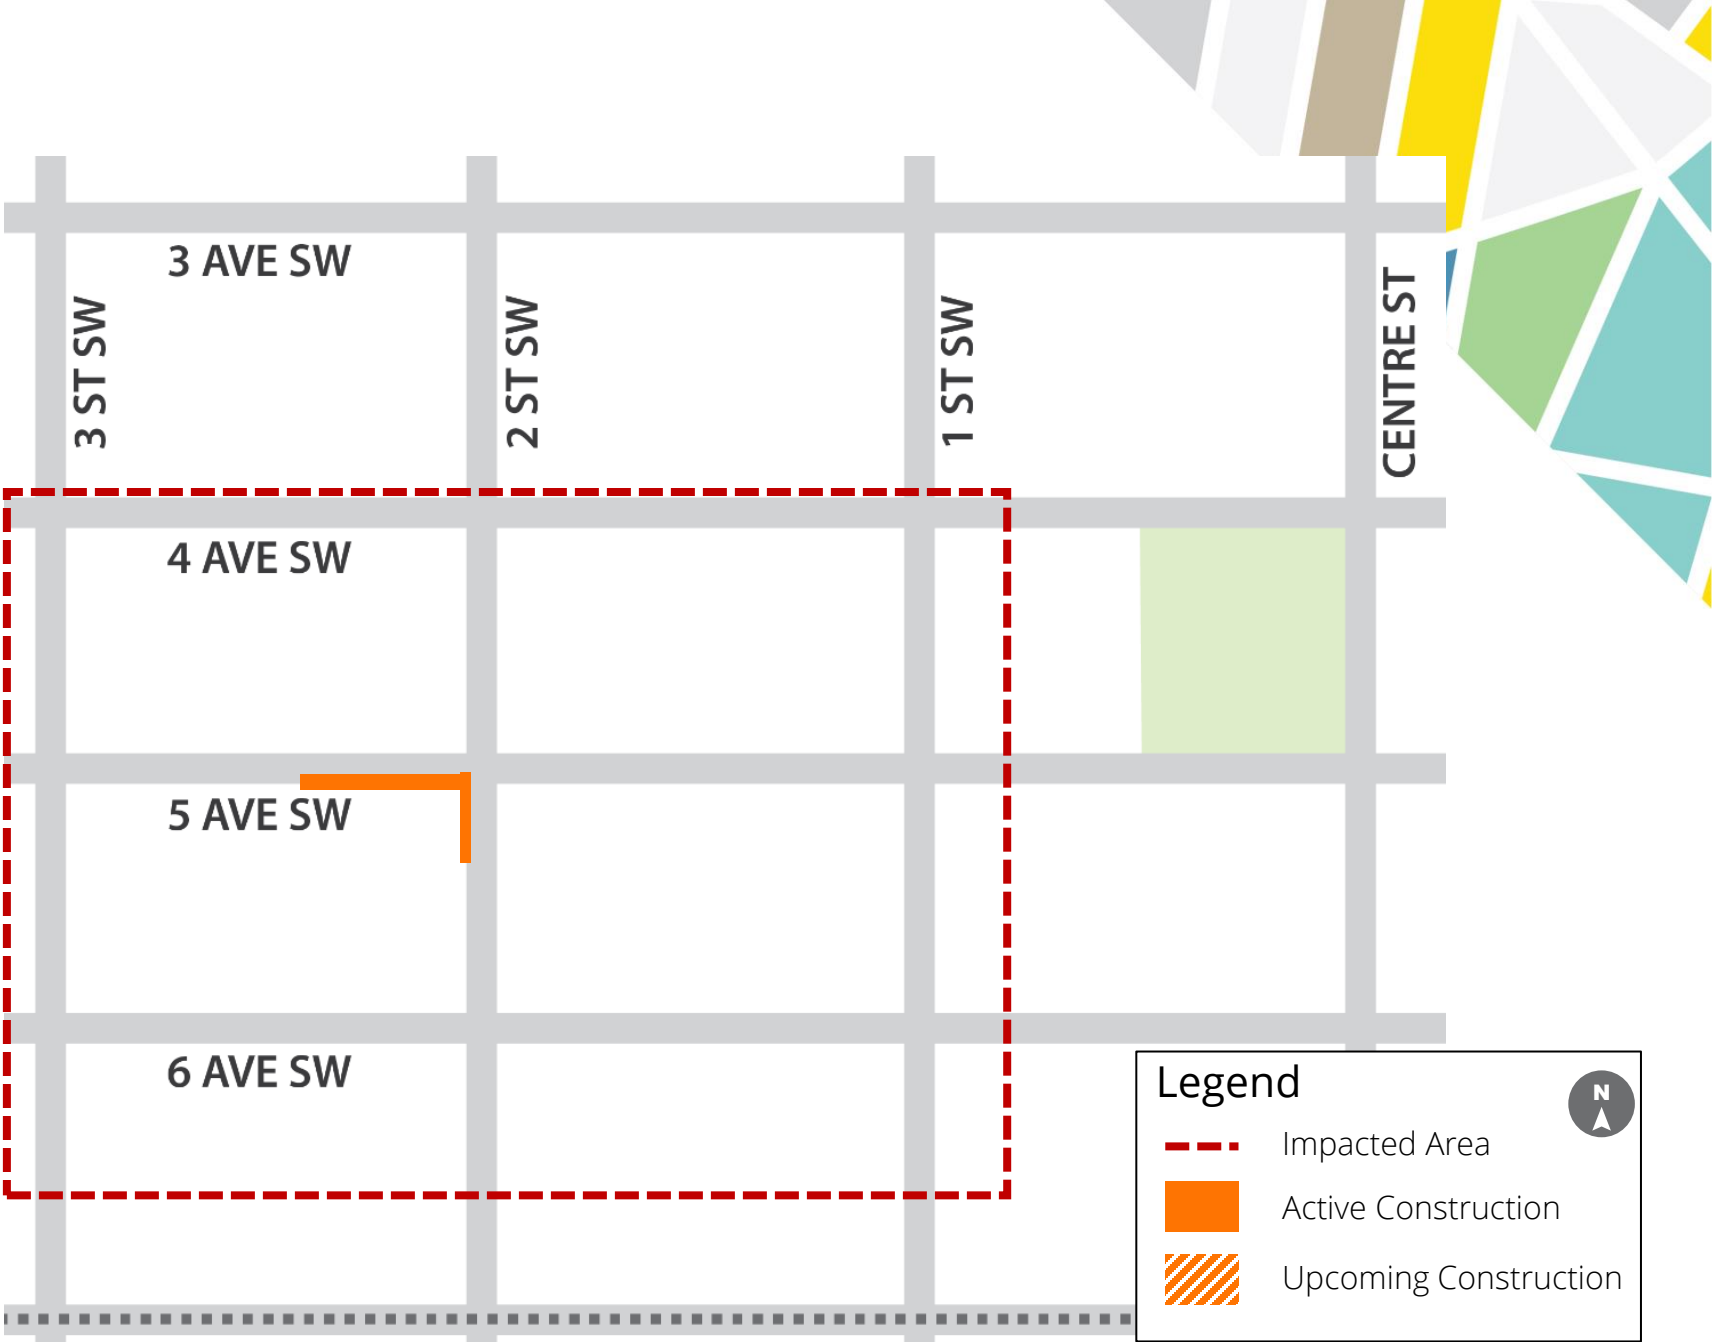 3 AVE SW
3 ST SW
2 ST SW
1 ST SW
CENTRE ST
4 AVE SW
5 AVE SW
6 AVE SW
Legend
N
Impacted Area
Active Construction
Upcoming Construction